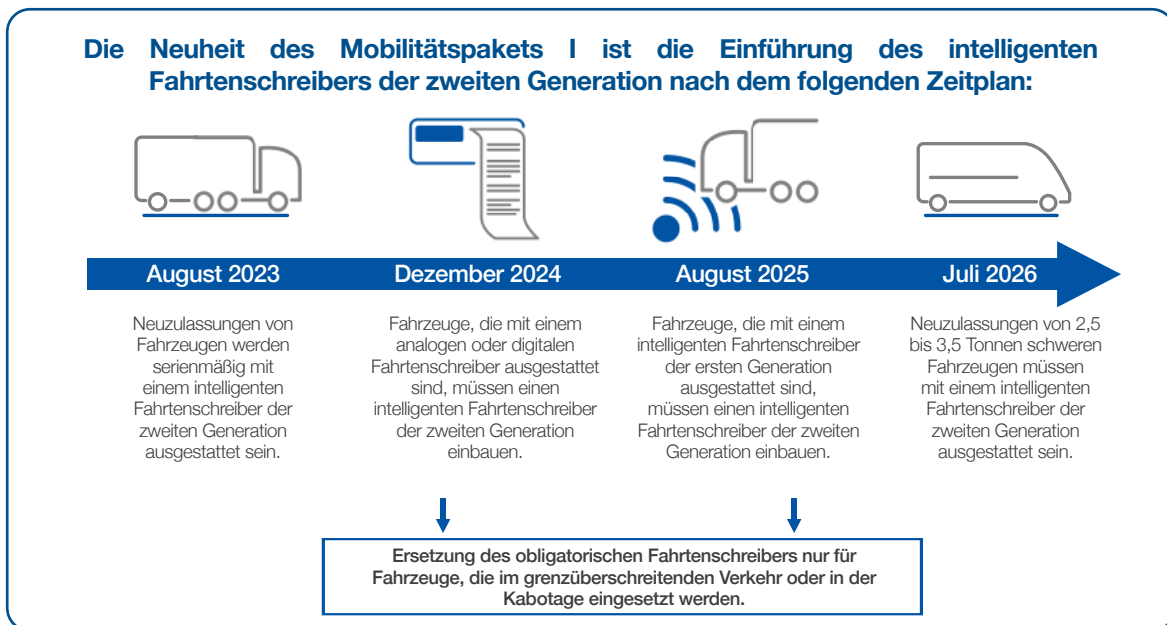 Die Neuheit des Mobilitätspakets I ist die Einführung des intelligenten
Fahrtenschreibers der zweiten Generation nach dem folgenden Zeitplan:
August 2023
Dezember 2024
August 2025
Juli 2026
Neuzulassungen von
Fahrzeugen werden
serienmäßig mit
einem intelligenten
Fahrtenschreiber der
zweiten Generation
ausgestattet sein.
Fahrzeuge, die mit einem
analogen oder digitalen
Fahrtenschreiber ausgestattet
sind, müssen einen
intelligenten Fahrtenschreiber
der zweiten Generation
einbauen.
Fahrzeuge, die mit einem
intelligenten Fahrtenschreiber
der ersten Generation
ausgestattet sind,
müssen einen intelligenten
Fahrtenschreiber der zweiten
Generation einbauen.
Neuzulassungen von 2,5
bis 3,5 Tonnen schweren
Fahrzeugen müssen
mit einem intelligenten
Fahrtenschreiber der
zweiten Generation
ausgestattet sein.
Ersetzung des obligatorischen Fahrtenschreibers nur für
Fahrzeuge, die im grenzüberschreitenden Verkehr oder in der
Kabotage eingesetzt werden.